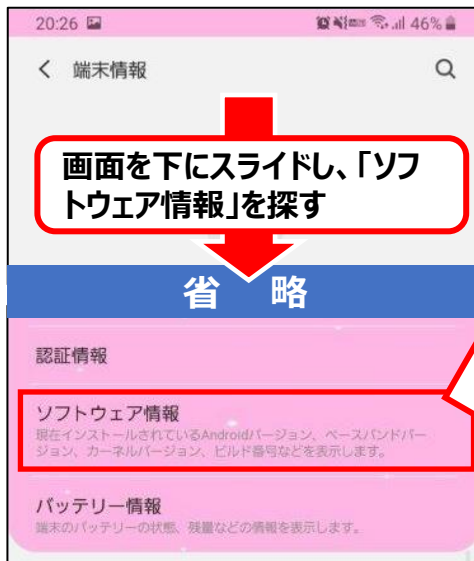 20:26 46%
端末情報
画面を下にスライドし、「ソフ
トウェア情報」を探す
省 略
認証情報
ソフトウェア情報
現在インストールされているAndroidバージョン、ベースバンドバー
ジョン、カーネルバージョン、ビルド番号などを表示します。
バッテリー情報
端末のバッテリーの状態、残量などの情報を表示します。